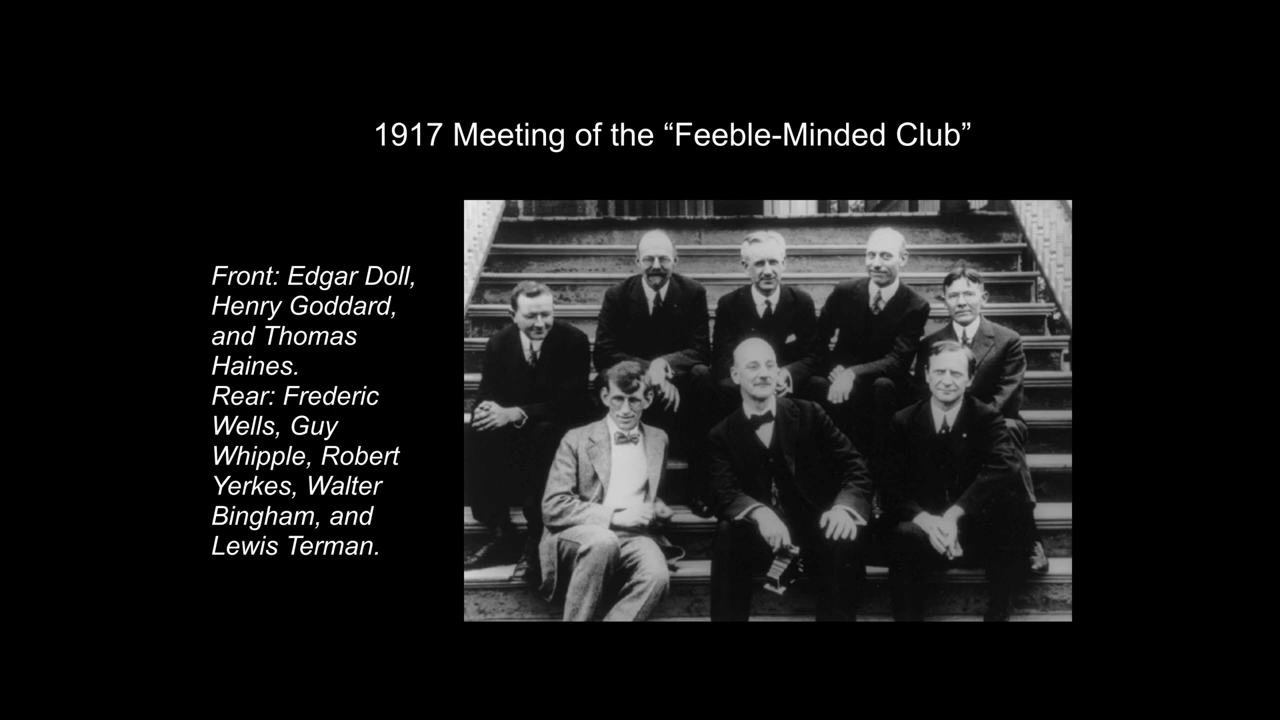 1917 Meeting of the “Feeble-Minded Club”
Front: Edgar Doll,
Henry Goddard,
and Thomas
Haines.
Rear: Frederic
Wells, Guy
Whipple, Robert
Yerkes, Walter
Bingham, and
Lewis Terman.